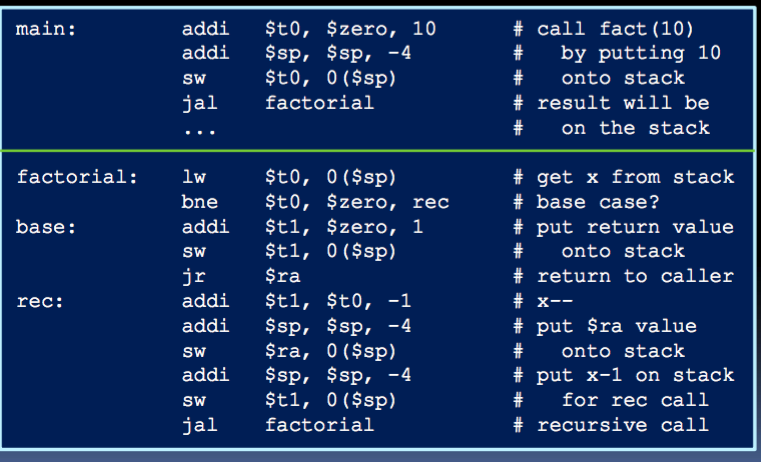 main: addi $t0, $zero, 10 # call fact(10)
addi $sp, $sp, -4 # by putting 10
sw $t0, 0($sp) # onto stack
jal factorial # result will be
... # on the stack
factorial: lw $t0, 0($sp) # get x from stack
bne $t0, $zero, rec # base case?
base: addi $t1, $zero, 1 # put return value
sw $t1, 0($sp) # onto stack
jr $ra # return to caller
rec: addi $t1, $t0, -1 # x--
addi $sp, $sp, -4 # put $ra value
sw $ra, 0($sp) # onto stack
addi $sp, $sp, -4 # put x-1 on stack
sw $t1, 0($sp) # for rec call
jal factorial # recursive call